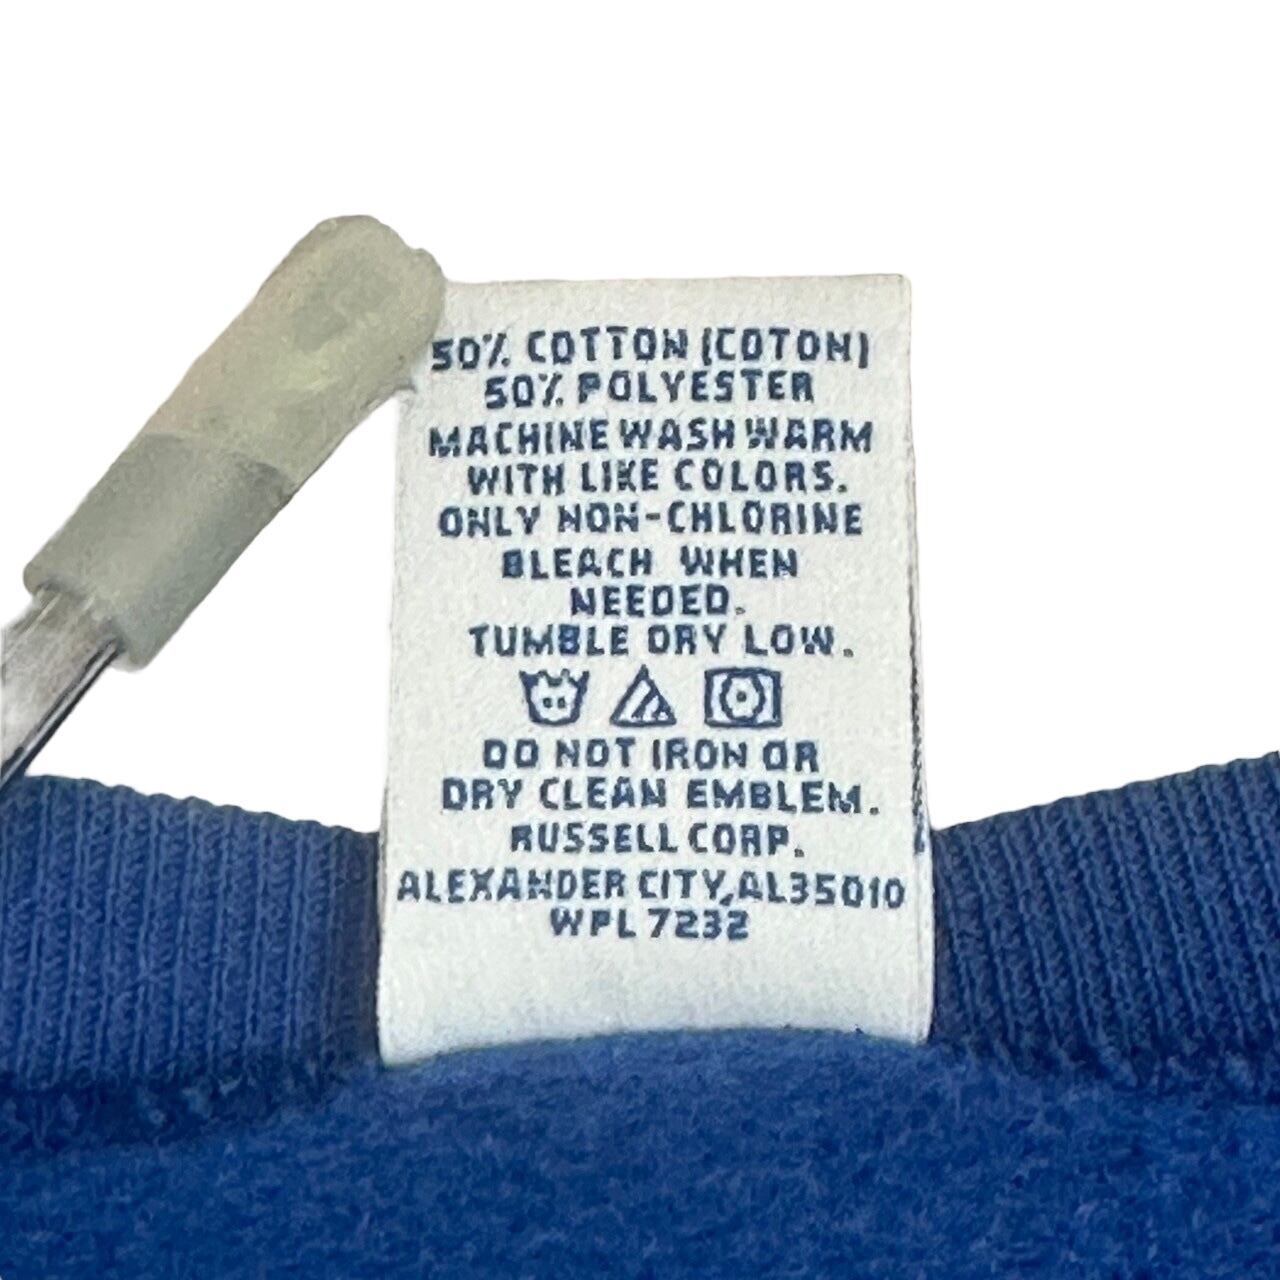 50% COTTON (COTON)
50% POLYESTER
MACHINE WASH WARM
WITH LIKE COLORS.
ONLY NON-CHLORINE
BLEACH WHEN
NEEDED.
TUMBLE DRY LOW.
DO NOT IRON OR
DRY CLEAN EMBLEM.
RUSSELL CORP.
ALEXANDER CITY, AL35010
WPL 7232